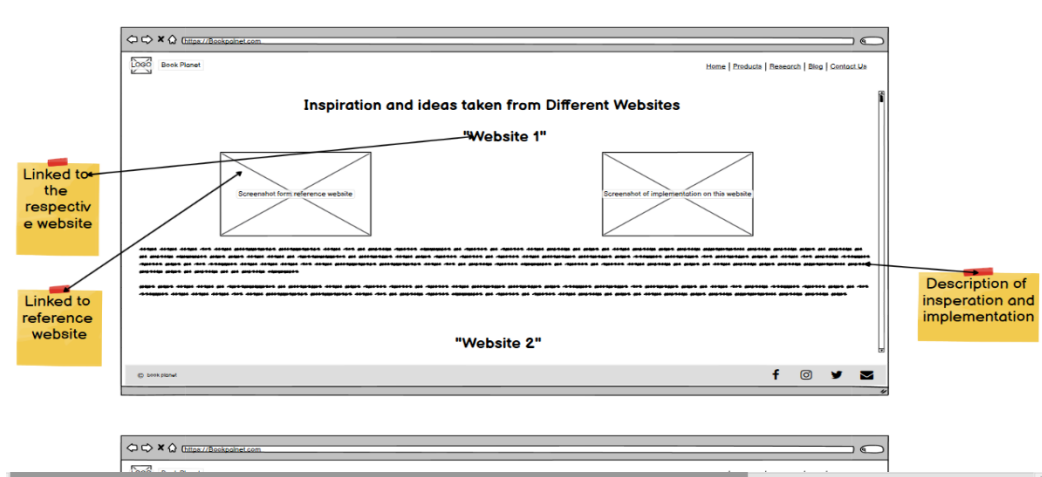 https://Bookpalnet.com
LOGO
Book Planet
Home | Products | Research | Blog | Contact Us
Inspiration and ideas taken from Different Websites
"Website 1"
Linked to
the
respectiv
e website
Screenshot form reference website
Screenshot of implementation on this website
Linked to
reference
website
Description of
insperation and
implementation
"Website 2"
© book planet
https://Bookpalnet.com